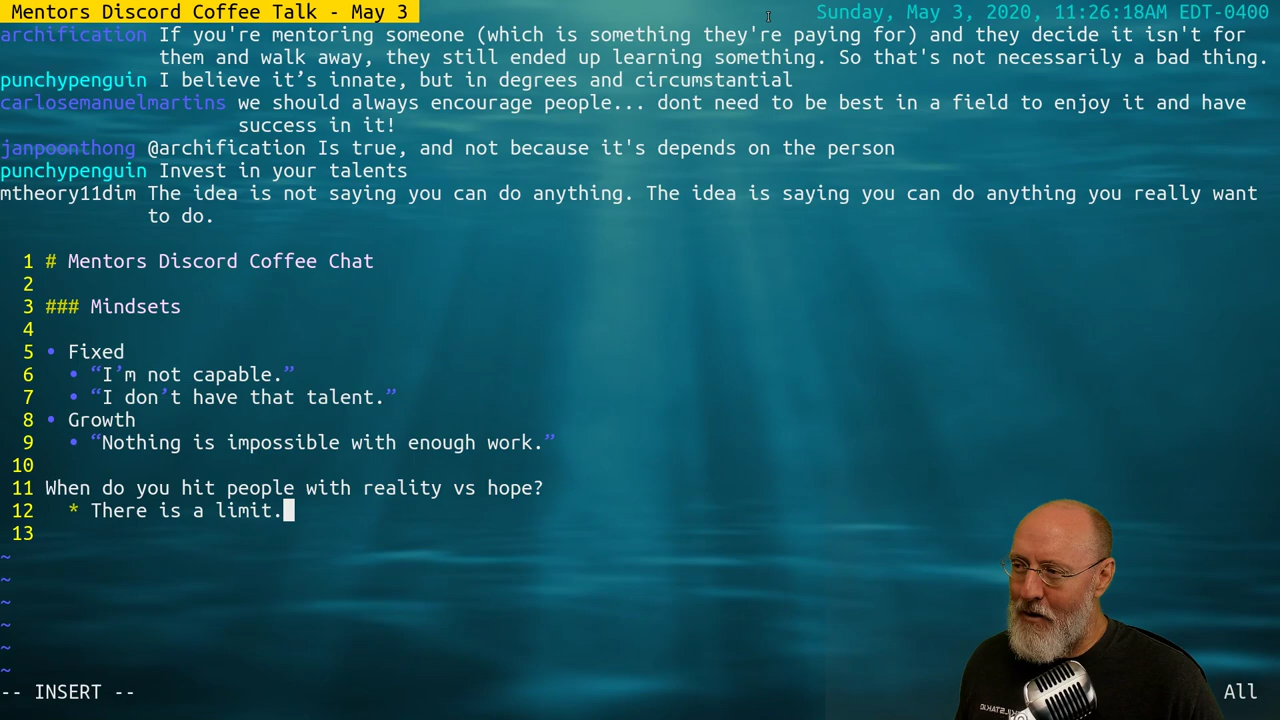 Mentors Discord Coffee Talk - May 3
Sunday, May 3, 2020, 11:26:18AM EDT-0400
archification If you're mentoring someone (which is something they're paying for) and they decide it isn't for
them and walk away, they still ended up learning something. So that's not necessarily a bad thing.
punchypenguin I believe it’s innate, but in degrees and circumstantial
carlosemanuelmartins we should always encourage people... dont need to be best in a field to enjoy it and have
success in it!
janpoonthong @archification Is true, and not because it's depends on the person
punchypenguin Invest in your talents
mtheory11dim The idea is not saying you can do anything. The idea is saying you can do anything you really want
to do.
1 # Mentors Discord Coffee Chat
2
3 ### Mindsets
4
5 • Fixed
6 • “I’m not capable.”
7 • “I don’t have that talent.”
8 • Growth
9 • “Nothing is impossible with enough work.”
10
11 When do you hit people with reality vs hope?
12 * There is a limit.
13
~
~
~
~
~
~
-- INSERT --
All